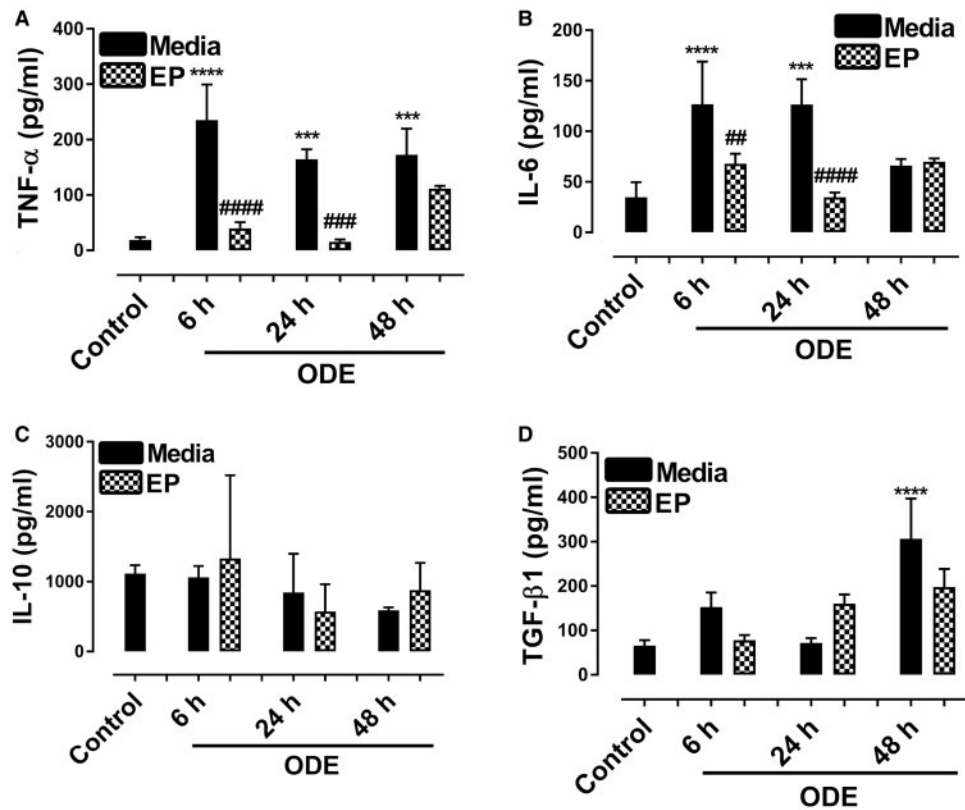 A
TNF-α (pg/ml)
400
300
200
100
0
Media
EP
****
####
***
###
***
Control
6 h
24 h
48 h
ODE
B
IL-6 (pg/ml)
200
150
100
50
0
Media
EP
****
##
***
####
Control
6 h
24 h
48 h
ODE
C
IL-10 (pg/ml)
3000
2000
1000
0
Media
EP
Control
6 h
24 h
48 h
ODE
D
TGF-β1 (pg/ml)
500
400
300
200
100
0
Media
EP
****
Control
6 h
24 h
48 h
ODE